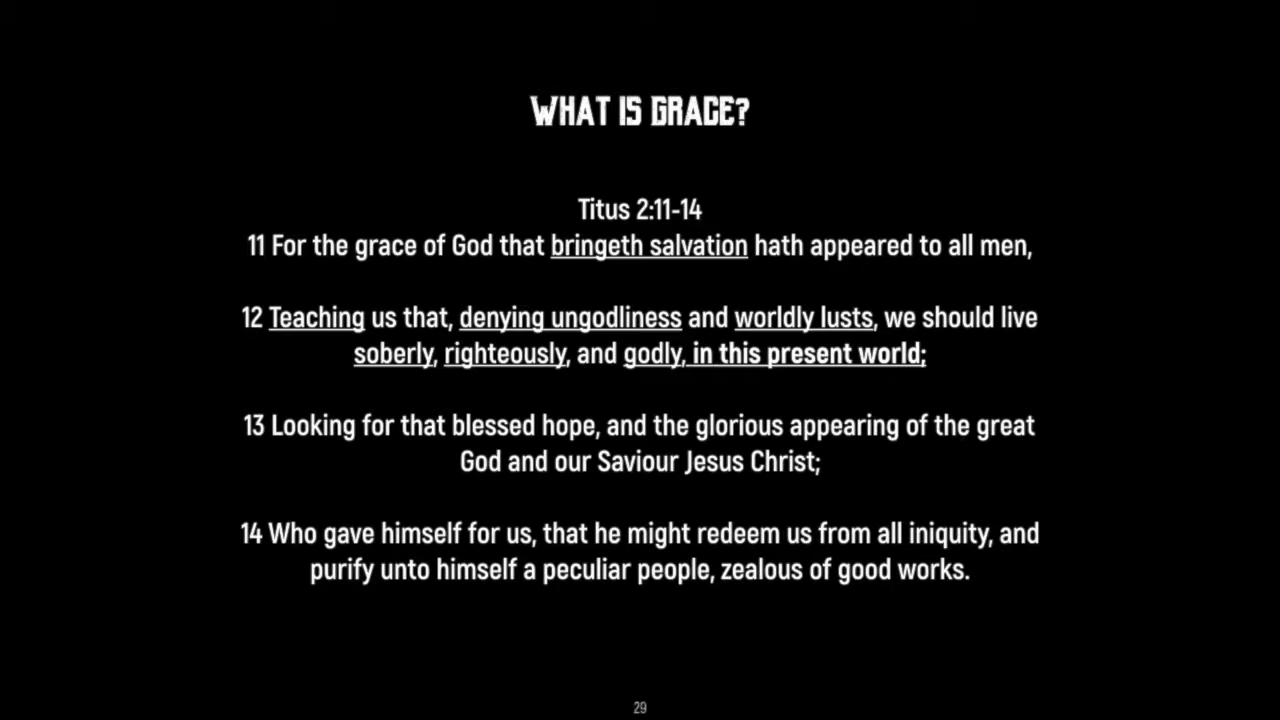 WHAT IS GRACE?
Titus 2:11-14
11 For the grace of God that bringeth salvation hath appeared to all men,
12 Teaching us that, denying ungodliness and worldly lusts, we should live
soberly, righteously, and godly, in this present world;
13 Looking for that blessed hope, and the glorious appearing of the great
God and our Saviour Jesus Christ;
14 Who gave himself for us, that he might redeem us from all iniquity, and
purify unto himself a peculiar people, zealous of good works.
29